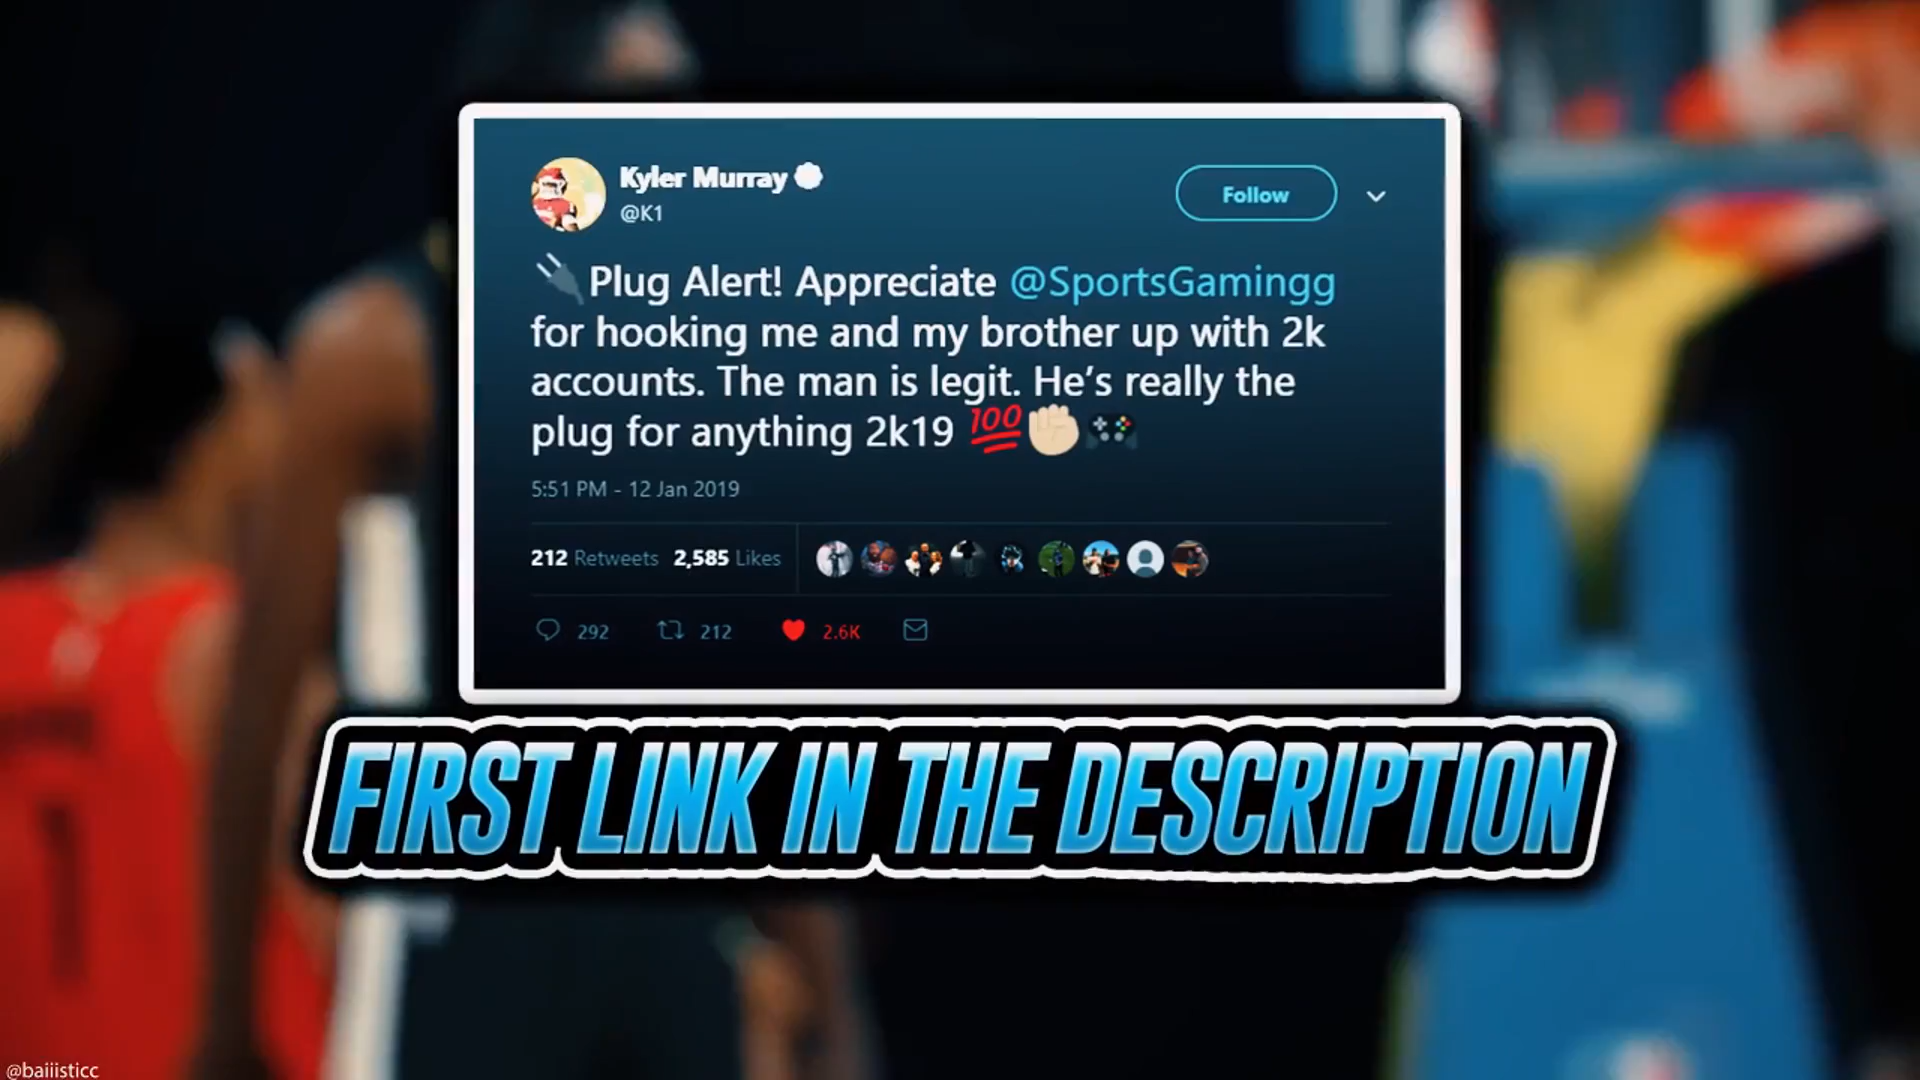 Kyler Murray
@K1
Follow
Plug Alert! Appreciate @SportsGamingg
for hooking me and my brother up with 2k
accounts. The man is legit. He’s really the
plug for anything 2k19 💯✊🏼🎮
5:51 PM - 12 Jan 2019
212 Retweets 2,585 Likes
292 212 2.6K
FIRST LINK IN THE DESCRIPTION
@baiiisticc